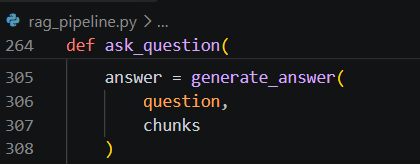 rag_pipeline.py > ...
264 def ask_question(
305 answer = generate_answer(
306 question,
307 chunks
308 )